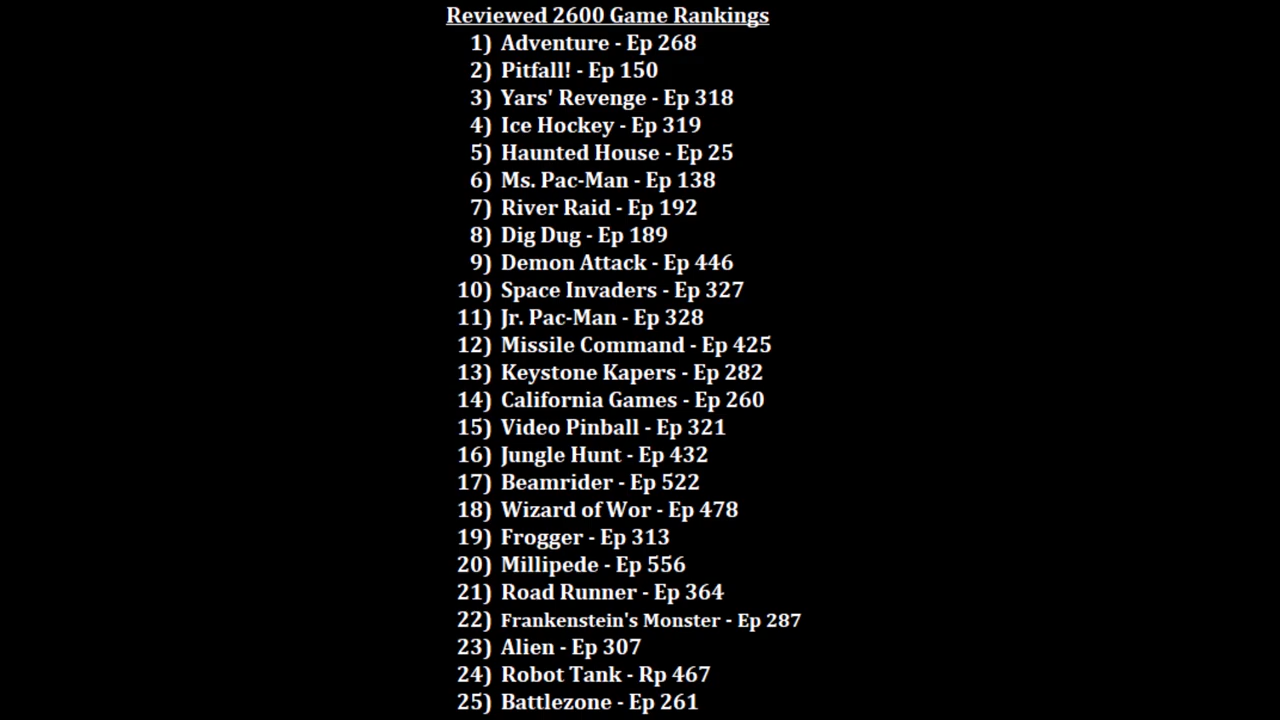 Reviewed 2600 Game Rankings
1) Adventure - Ep 268
2) Pitfall! - Ep 150
3) Yars' Revenge - Ep 318
4) Ice Hockey - Ep 319
5) Haunted House - Ep 25
6) Ms. Pac-Man - Ep 138
7) River Raid - Ep 192
8) Dig Dug - Ep 189
9) Demon Attack - Ep 446
10) Space Invaders - Ep 327
11) Jr. Pac-Man - Ep 328
12) Missile Command - Ep 425
13) Keystone Kapers - Ep 282
14) California Games - Ep 260
15) Video Pinball - Ep 321
16) Jungle Hunt - Ep 432
17) Beamrider - Ep 522
18) Wizard of Wor - Ep 478
19) Frogger - Ep 313
20) Millipede - Ep 556
21) Road Runner - Ep 364
22) Frankenstein's Monster - Ep 287
23) Alien - Ep 307
24) Robot Tank - Rp 467
25) Battlezone - Ep 261